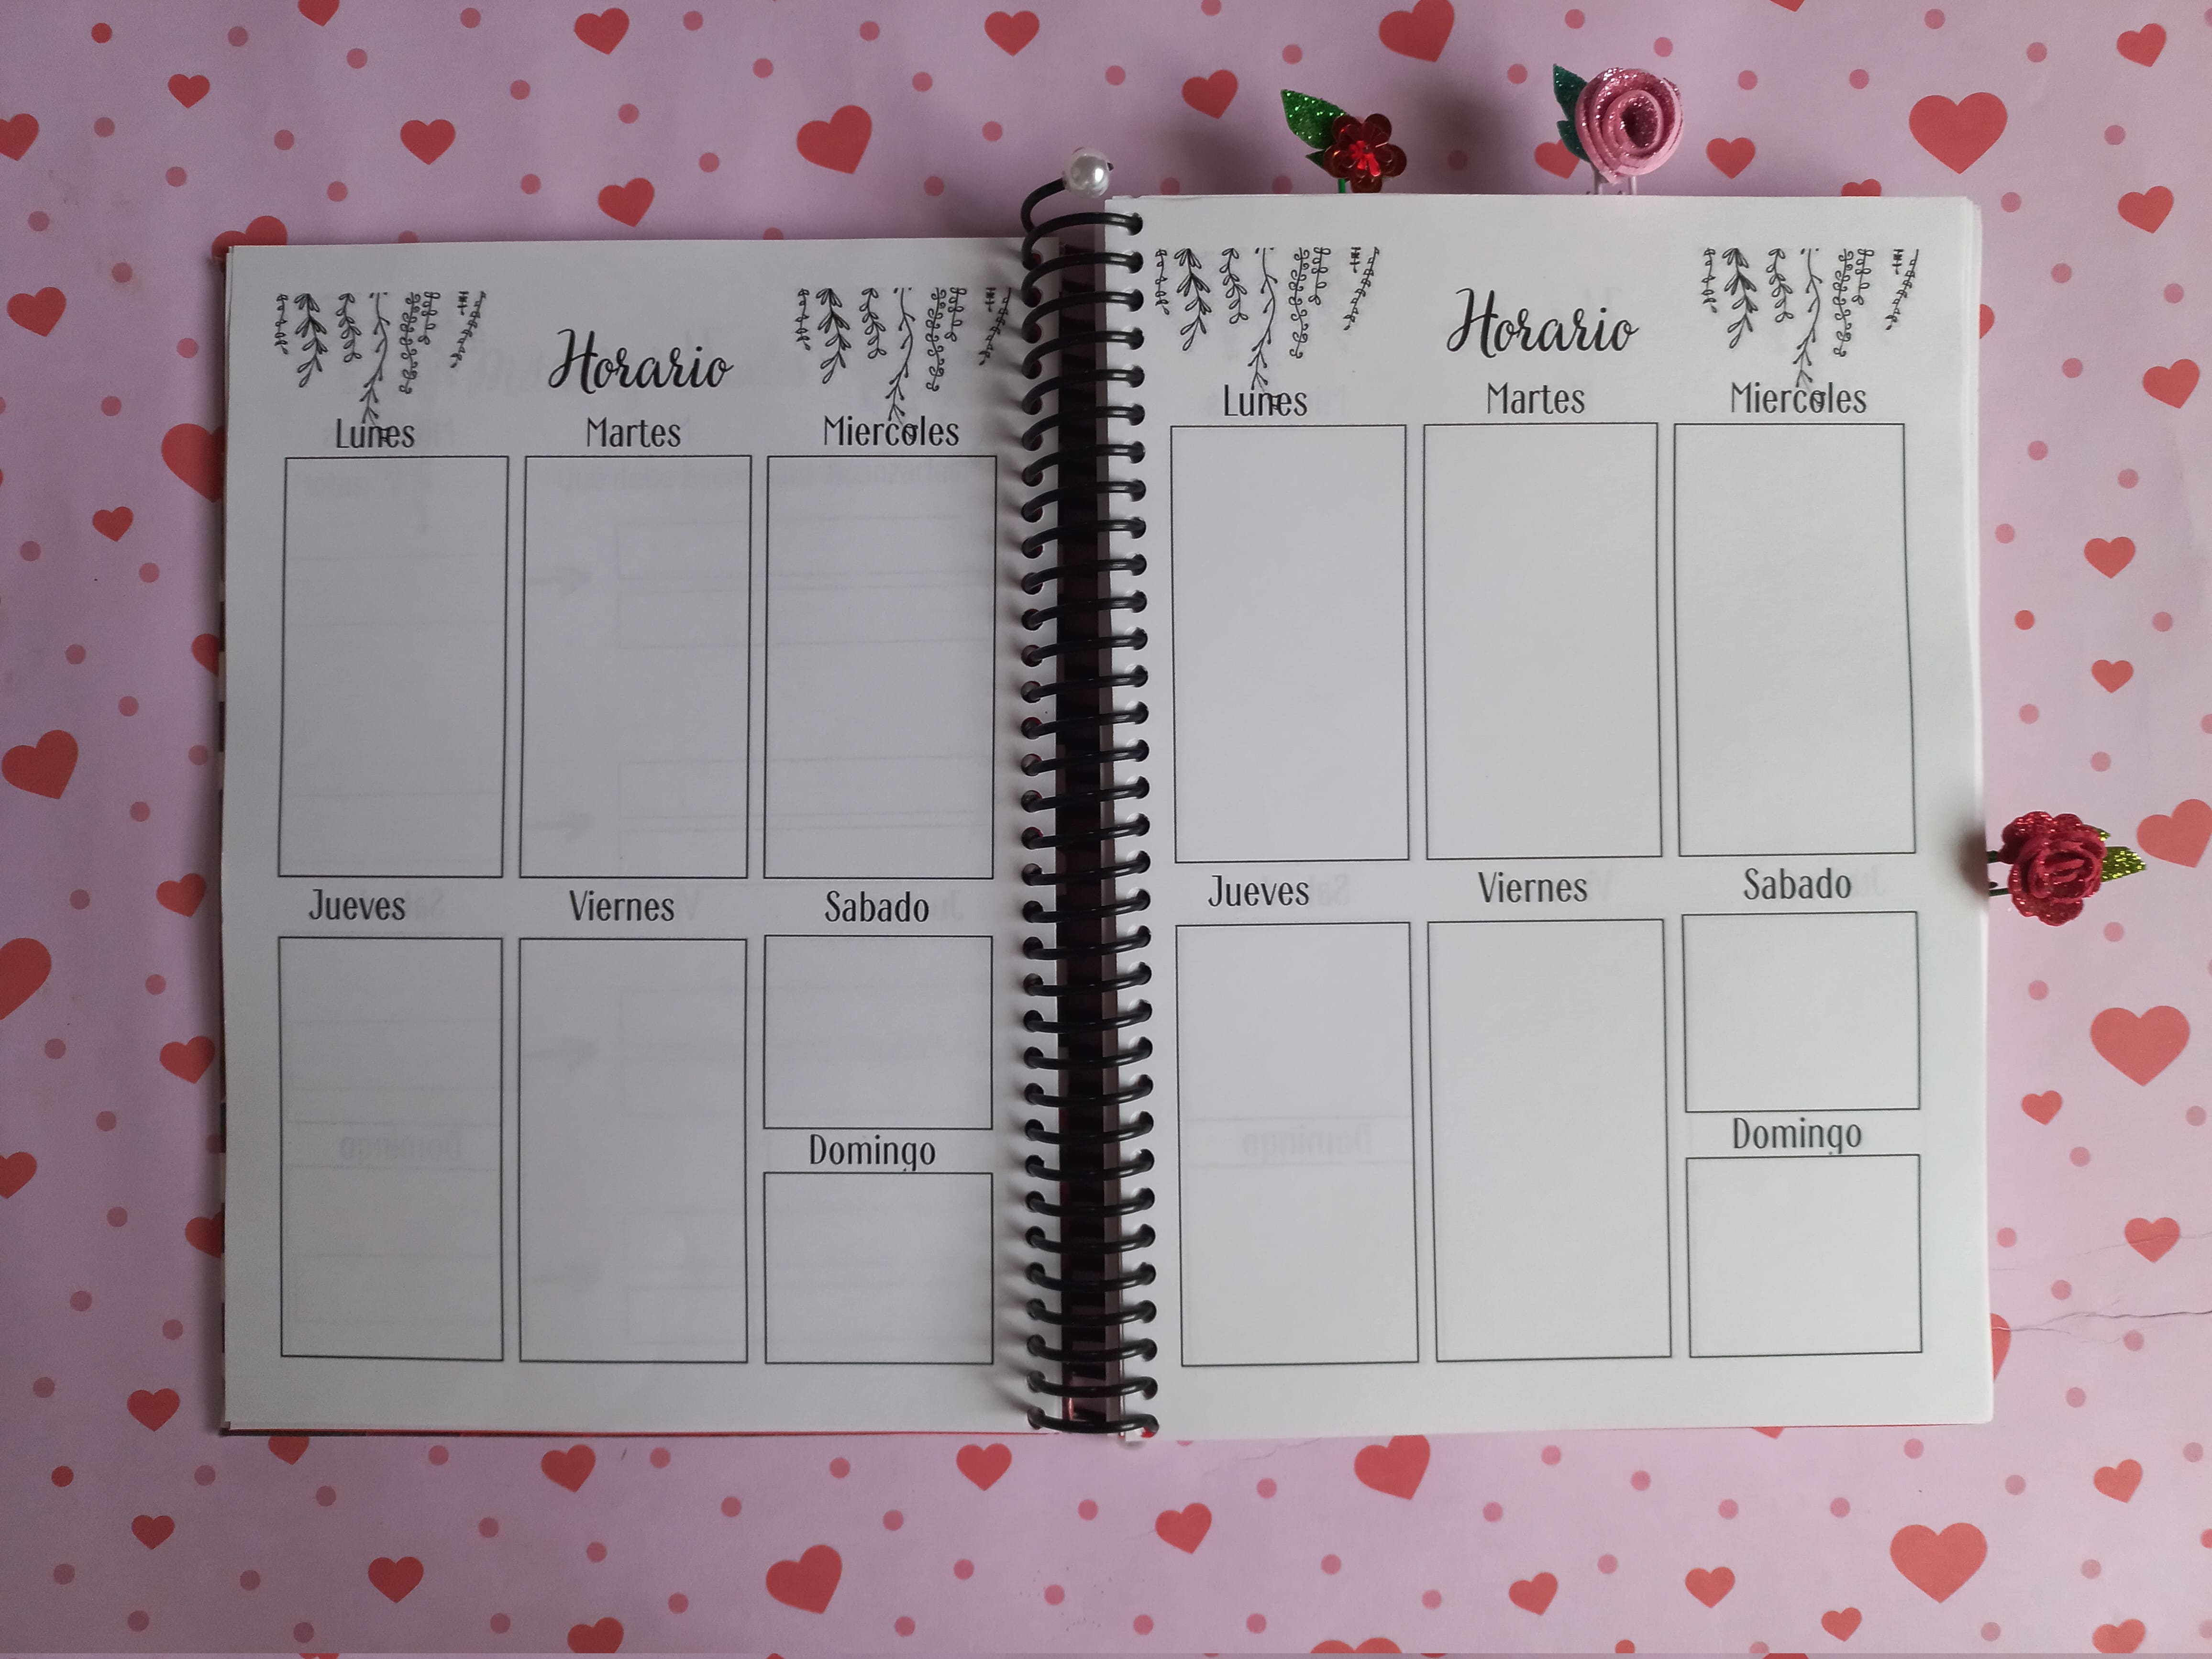 Horario
Lunes Martes Miercoles
Jueves Viernes Sabado
Domingo
Horario
Lunes Martes Miercoles
Jueves Viernes Sabado
Domingo